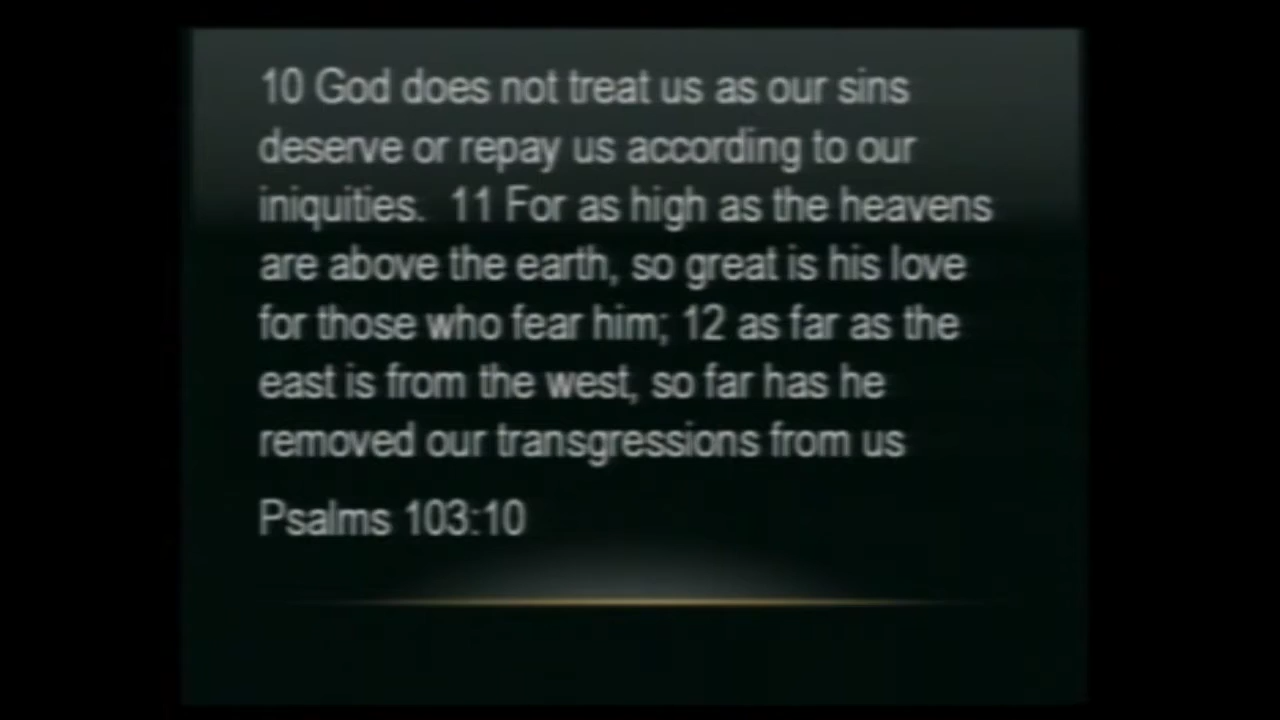 10 God does not treat us as our sins
deserve or repay us according to our
iniquities.  11 For as high as the heavens
are above the earth, so great is his love
for those who fear him; 12 as far as the
east is from the west, so far has he
removed our transgressions from us
Psalms 103:10